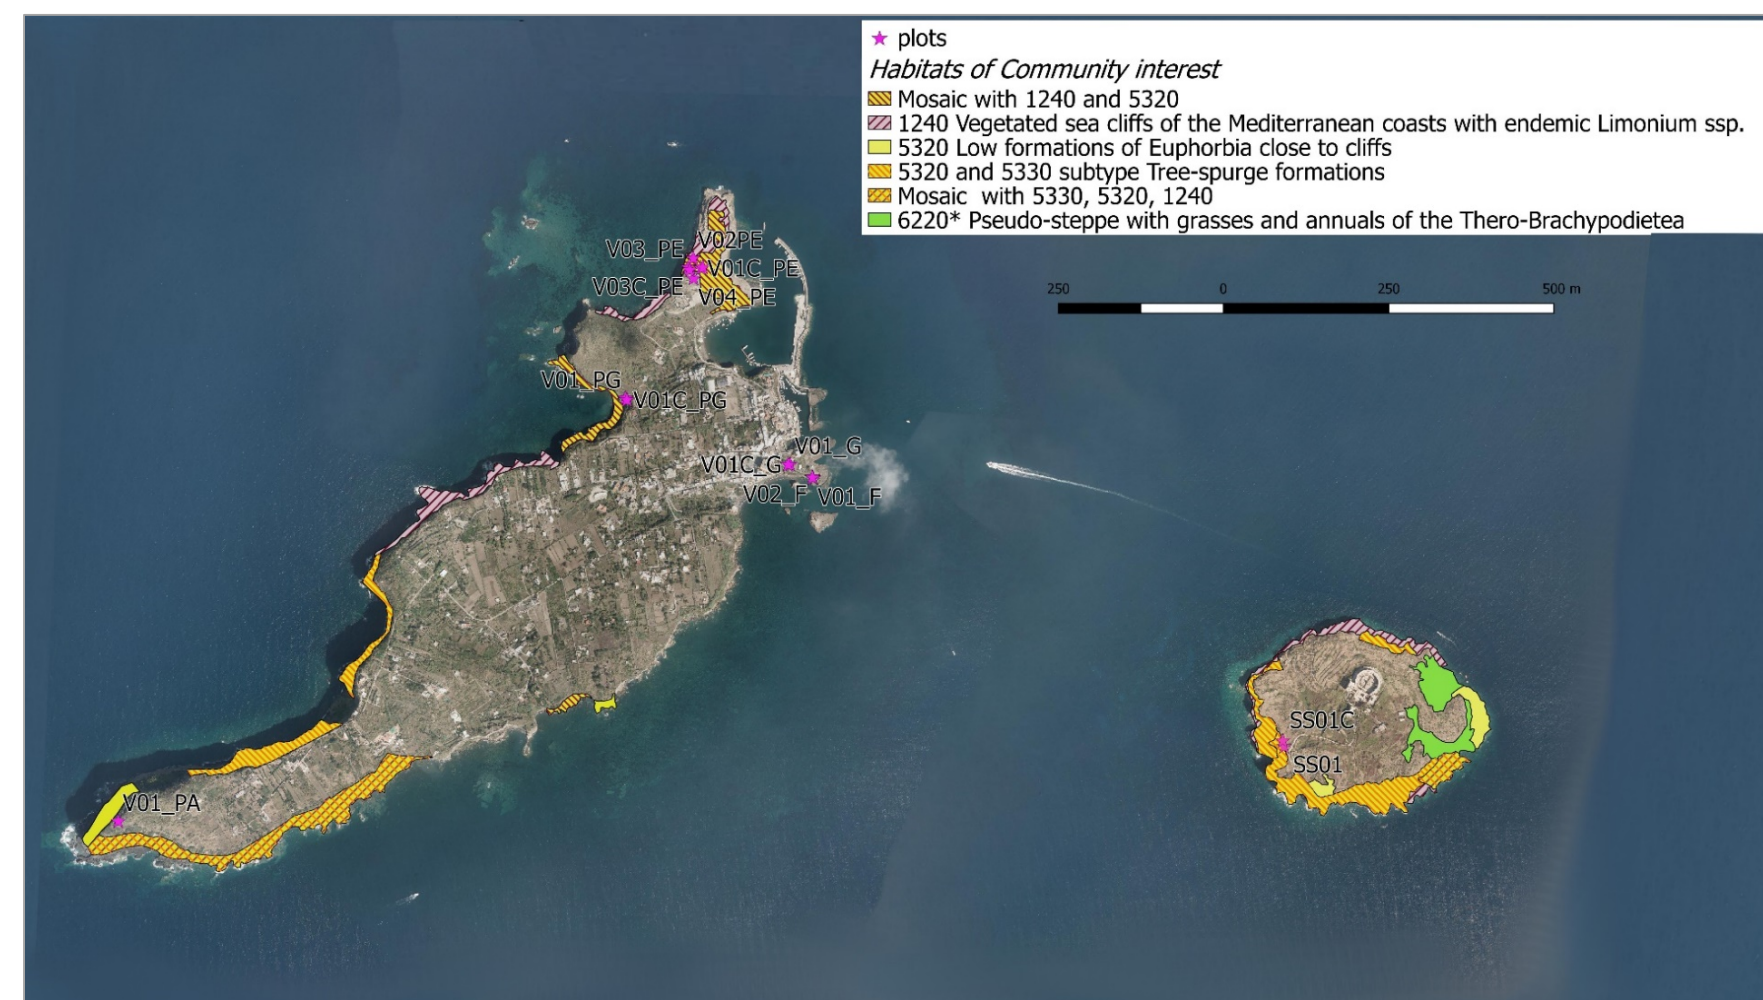 plots
Habitats of Community interest
Mosaic with 1240 and 5320
1240 Vegetated sea cliffs of the Mediterranean coasts with endemic Limonium ssp.
5320 Low formations of Euphorbia close to cliffs
5320 and 5330 subtype Tree-spurge formations
Mosaic with 5330, 5320, 1240
6220* Pseudo-steppe with grasses and annuals of the Thero-Brachypodietea
250 0 250 500 m
V03_PE V02PE
V01C_PE
V03C_PE
V04_PE
V01_PG
V01C_PG
V01_G
V01C_G
V02_F V01_F
SS01C
SS01
V01_PA